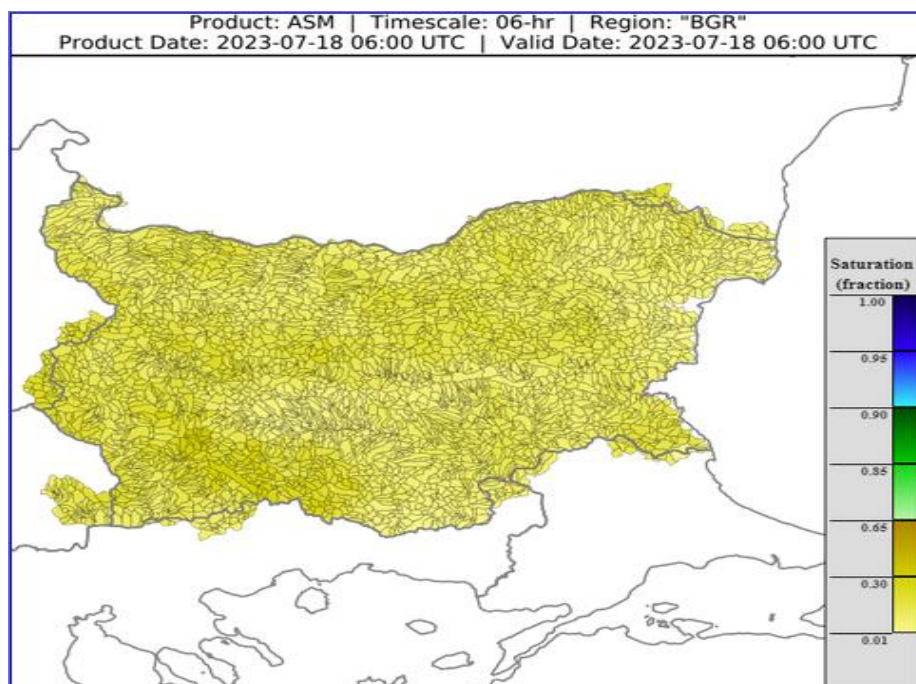 Product: ASM | Timescale: 06-hr | Region: "BGR"
Product Date: 2023-07-18 06:00 UTC | Valid Date: 2023-07-18 06:00 UTC
Saturation
(fraction)
1.00
0.95
0.90
0.85
0.65
0.30
0.01